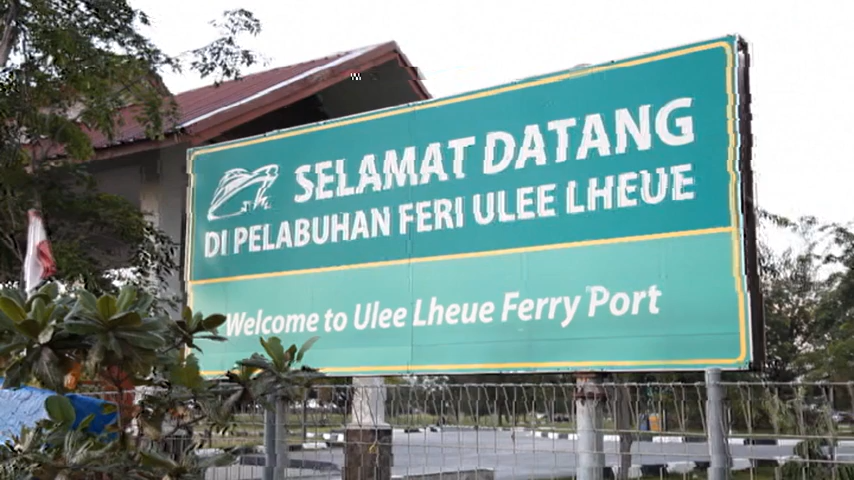 SELAMAT DATANG
DI PELABUHAN FERI ULEE LHEUE
Welcome to Ulee Lheue Ferry Port